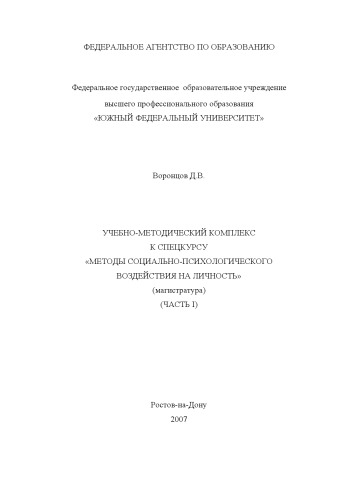 ФЕДЕРАЛЬНОЕ АГЕНТСТВО ПО ОБРАЗОВАНИЮ
Федеральное государственное образовательное учреждение
высшего профессионального образования
«ЮЖНЫЙ ФЕДЕРАЛЬНЫЙ УНИВЕРСИТЕТ»
Воронцов Д.В.
УЧЕБНО-МЕТОДИЧЕСКИЙ КОМПЛЕКС
К СПЕЦКУРСУ
«МЕТОДЫ СОЦИАЛЬНО-ПСИХОЛОГИЧЕСКОГО
ВОЗДЕЙСТВИЯ НА ЛИЧНОСТЬ»
(магистратура)
(ЧАСТЬ I)
Ростов-на-Дону
2007